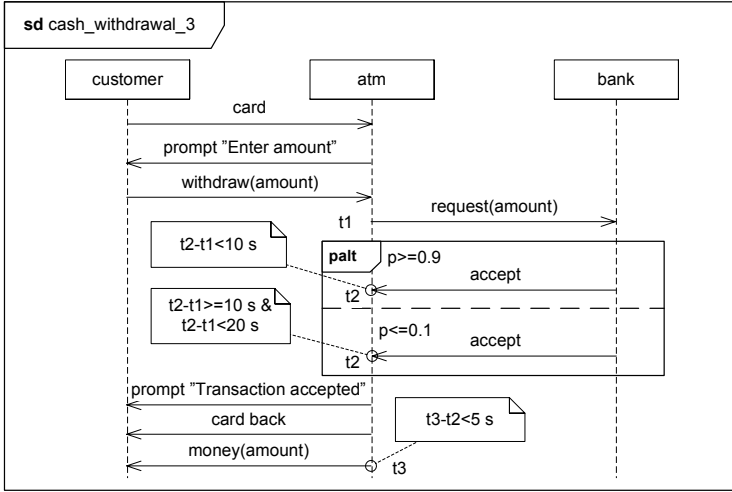 sd cash_withdrawal_3
customer
atm
bank
card
prompt ”Enter amount”
withdraw(amount)
t1
request(amount)
t2-t1<10 s
palt
p>=0.9
accept
t2
t2-t1>=10 s &
t2-t1<20 s
p<=0.1
accept
t2
prompt ”Transaction accepted”
card back
t3-t2<5 s
money(amount)
t3